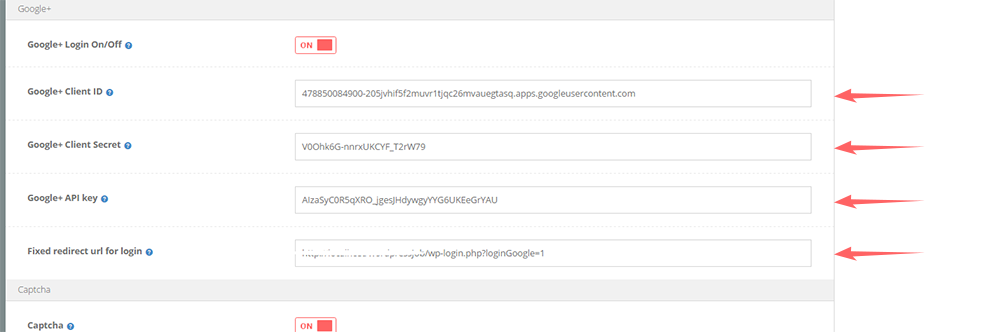 Google+
Google+ Login On/Off ON
Google+ Client ID 478850084900-205jvhif5f2muvr1tjqc26mvauegtasq.apps.googleusercontent.com
Google+ Client Secret V0Ohk6G-nnrxUKCYF_T2rW79
Google+ API key AIzaSyC0R5qXRO_jgesJHdywgyYYG6UKEeGrYAU
Fixed redirect url for login /wp-login.php?loginGoogle=1
Captcha
Captcha ON